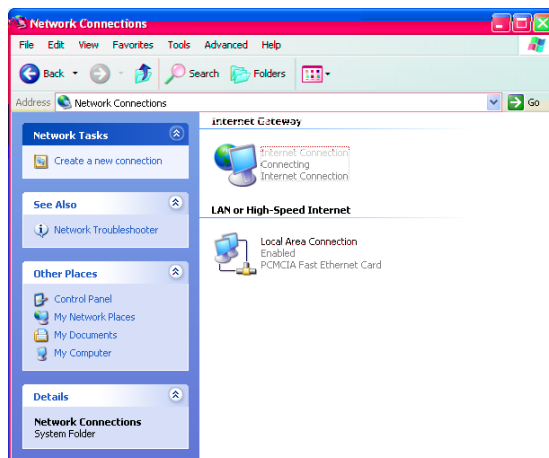 Network Connections
File Edit View Favorites Tools Advanced Help
Back Search Folders
Address Network Connections Go
Network Tasks
Create a new connection
See Also
Network Troubleshooter
Other Places
Control Panel
My Network Places
My Documents
My Computer
Details
Network Connections
System Folder
Internet Gateway
Internet Connection
Connecting
Internet Connection
LAN or High-Speed Internet
Local Area Connection
Enabled
PCMCIA Fast Ethernet Card